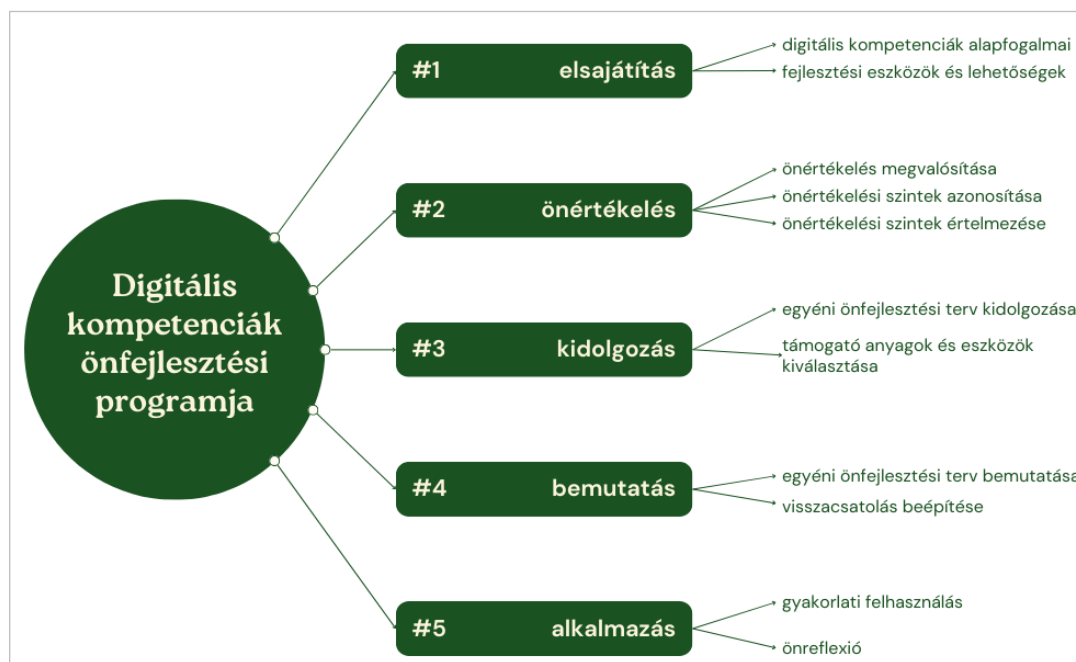 Digitális
kompetenciák
önfejlesztési
programja
#1 elsajátítás
digitális kompetenciák alapfogalmai
fejlesztési eszközök és lehetőségek
#2 önértékelés
önértékelés megvalósítása
önértékelési szintek azonosítása
önértékelési szintek értelmezése
#3 kidolgozás
egyéni önfejlesztési terv kidolgozása
támogató anyagok és eszközök
kiválasztása
#4 bemutatás
egyéni önfejlesztési terv bemutatása
visszacsatolás beépítése
#5 alkalmazás
gyakorlati felhasználás
önreflexió